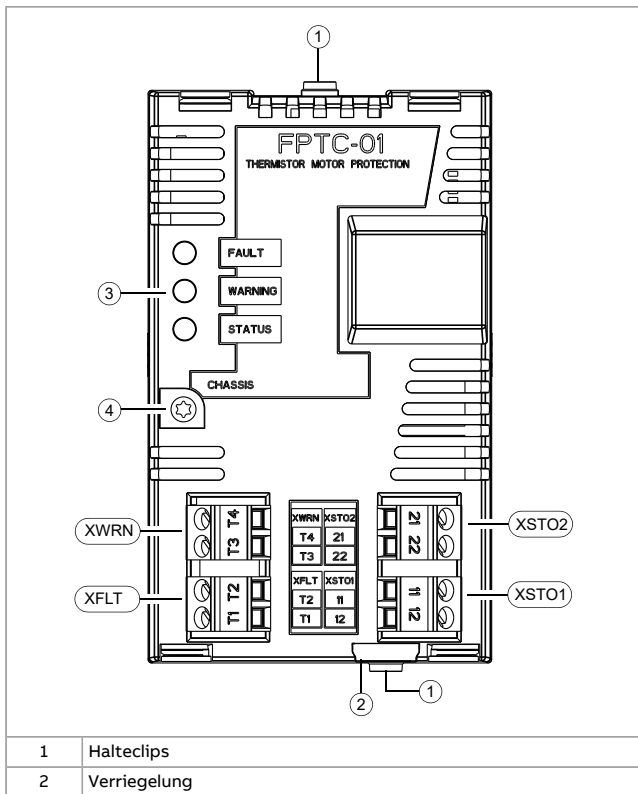 1
FPTC-01
THERMISTOR MOTOR PROTECTION
FAULT
3
WARNING
STATUS
CHASSIS
4
XWRN
T4
T3
XWRN XSTO2
T4 21
T3 22
21
22
XSTO2
XFLT
T2
T1
XFLT XSTO1
T2 11
T1 12
11
12
XSTO1
2
1
1 Halteclips
2 Verriegelung